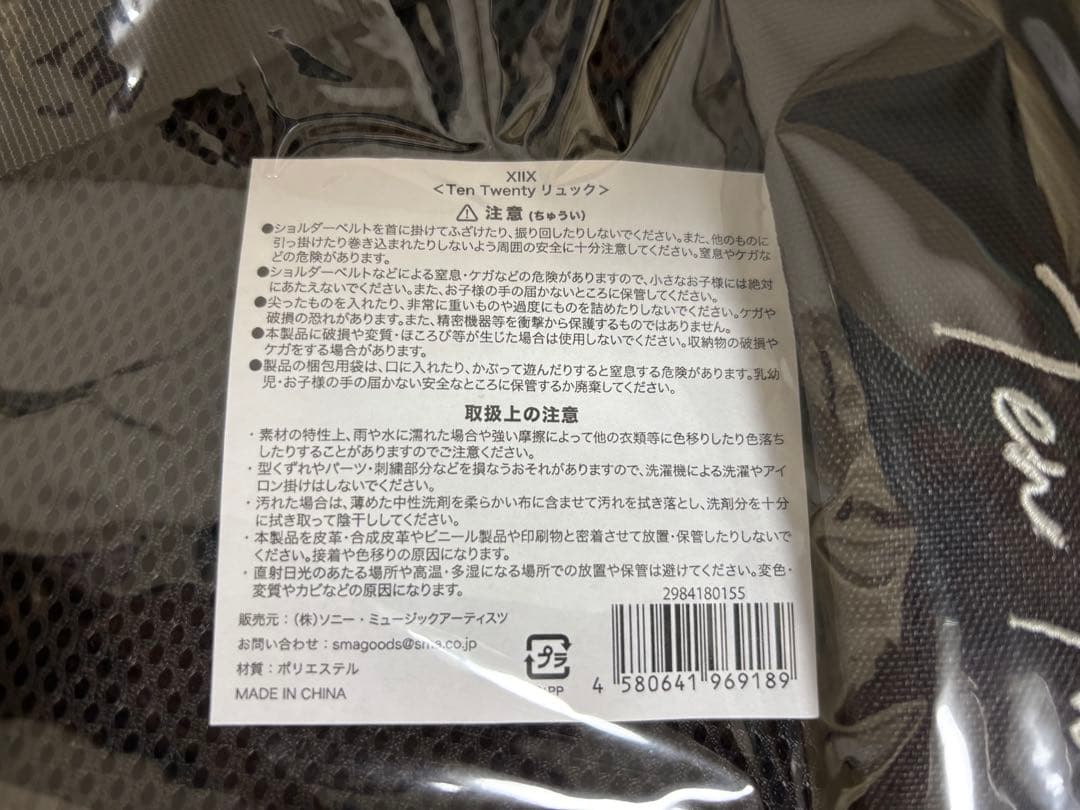 XIIX
＜Ten Twenty リュック＞
⚠ 注意 (ちゅうい)
●ショルダーベルトを首に掛けてふざけたり、振り回したりしないでください。また、他のものに
引っ掛けたり巻き込まれたりしないよう周囲の安全に十分注意してください。窒息やケガな
どの危険があります。
●ショルダーベルトなどによる窒息・ケガなどの危険がありますので、小さなお子様には絶対
にあたえないでください。また、お子様の手の届かないところに保管してください。
●尖ったものを入れたり、非常に重いものや過度にものを詰めたりしないでください。ケガや
破損の恐れがあります。また、精密機器等を衝撃から保護するものではありません。
●本製品に破損や変質・ほころび等が生じた場合は使用しないでください。収納物の破損や
ケガをする場合があります。
●製品の梱包用袋は、口に入れたり、かぶって遊んだりすると窒息する危険があります。乳幼
児・お子様の手の届かない安全なところに保管するか廃棄してください。
取扱上の注意
・素材の特性上、雨や水に濡れた場合や強い摩擦によって他の衣類等に色移りしたり色落ち
したりすることがありますのでご注意ください。
・型くずれやパーツ・刺繍部分などを損なうおそれがありますので、洗濯機による洗濯やアイ
ロン掛けはしないでください。
・汚れた場合は、薄めた中性洗剤を柔らかい布に含ませて汚れを拭き落とし、洗剤分を十分
に拭き取って陰干ししてください。
・本製品を皮革・合成皮革やビニール製品や印刷物と密着させて放置・保管したりしないで
ください。接着や色移りの原因になります。
・直射日光のあたる場所や高温・多湿になる場所での放置や保管は避けてください。変色・
変質やカビなどの原因になります。
2984180155
販売元：(株)ソニー・ミュージックアーティスツ
お問い合わせ：smagoods@sma.co.jp
材質：ポリエステル
MADE IN CHINA
プラ
PP
4 580641 969189
Ten